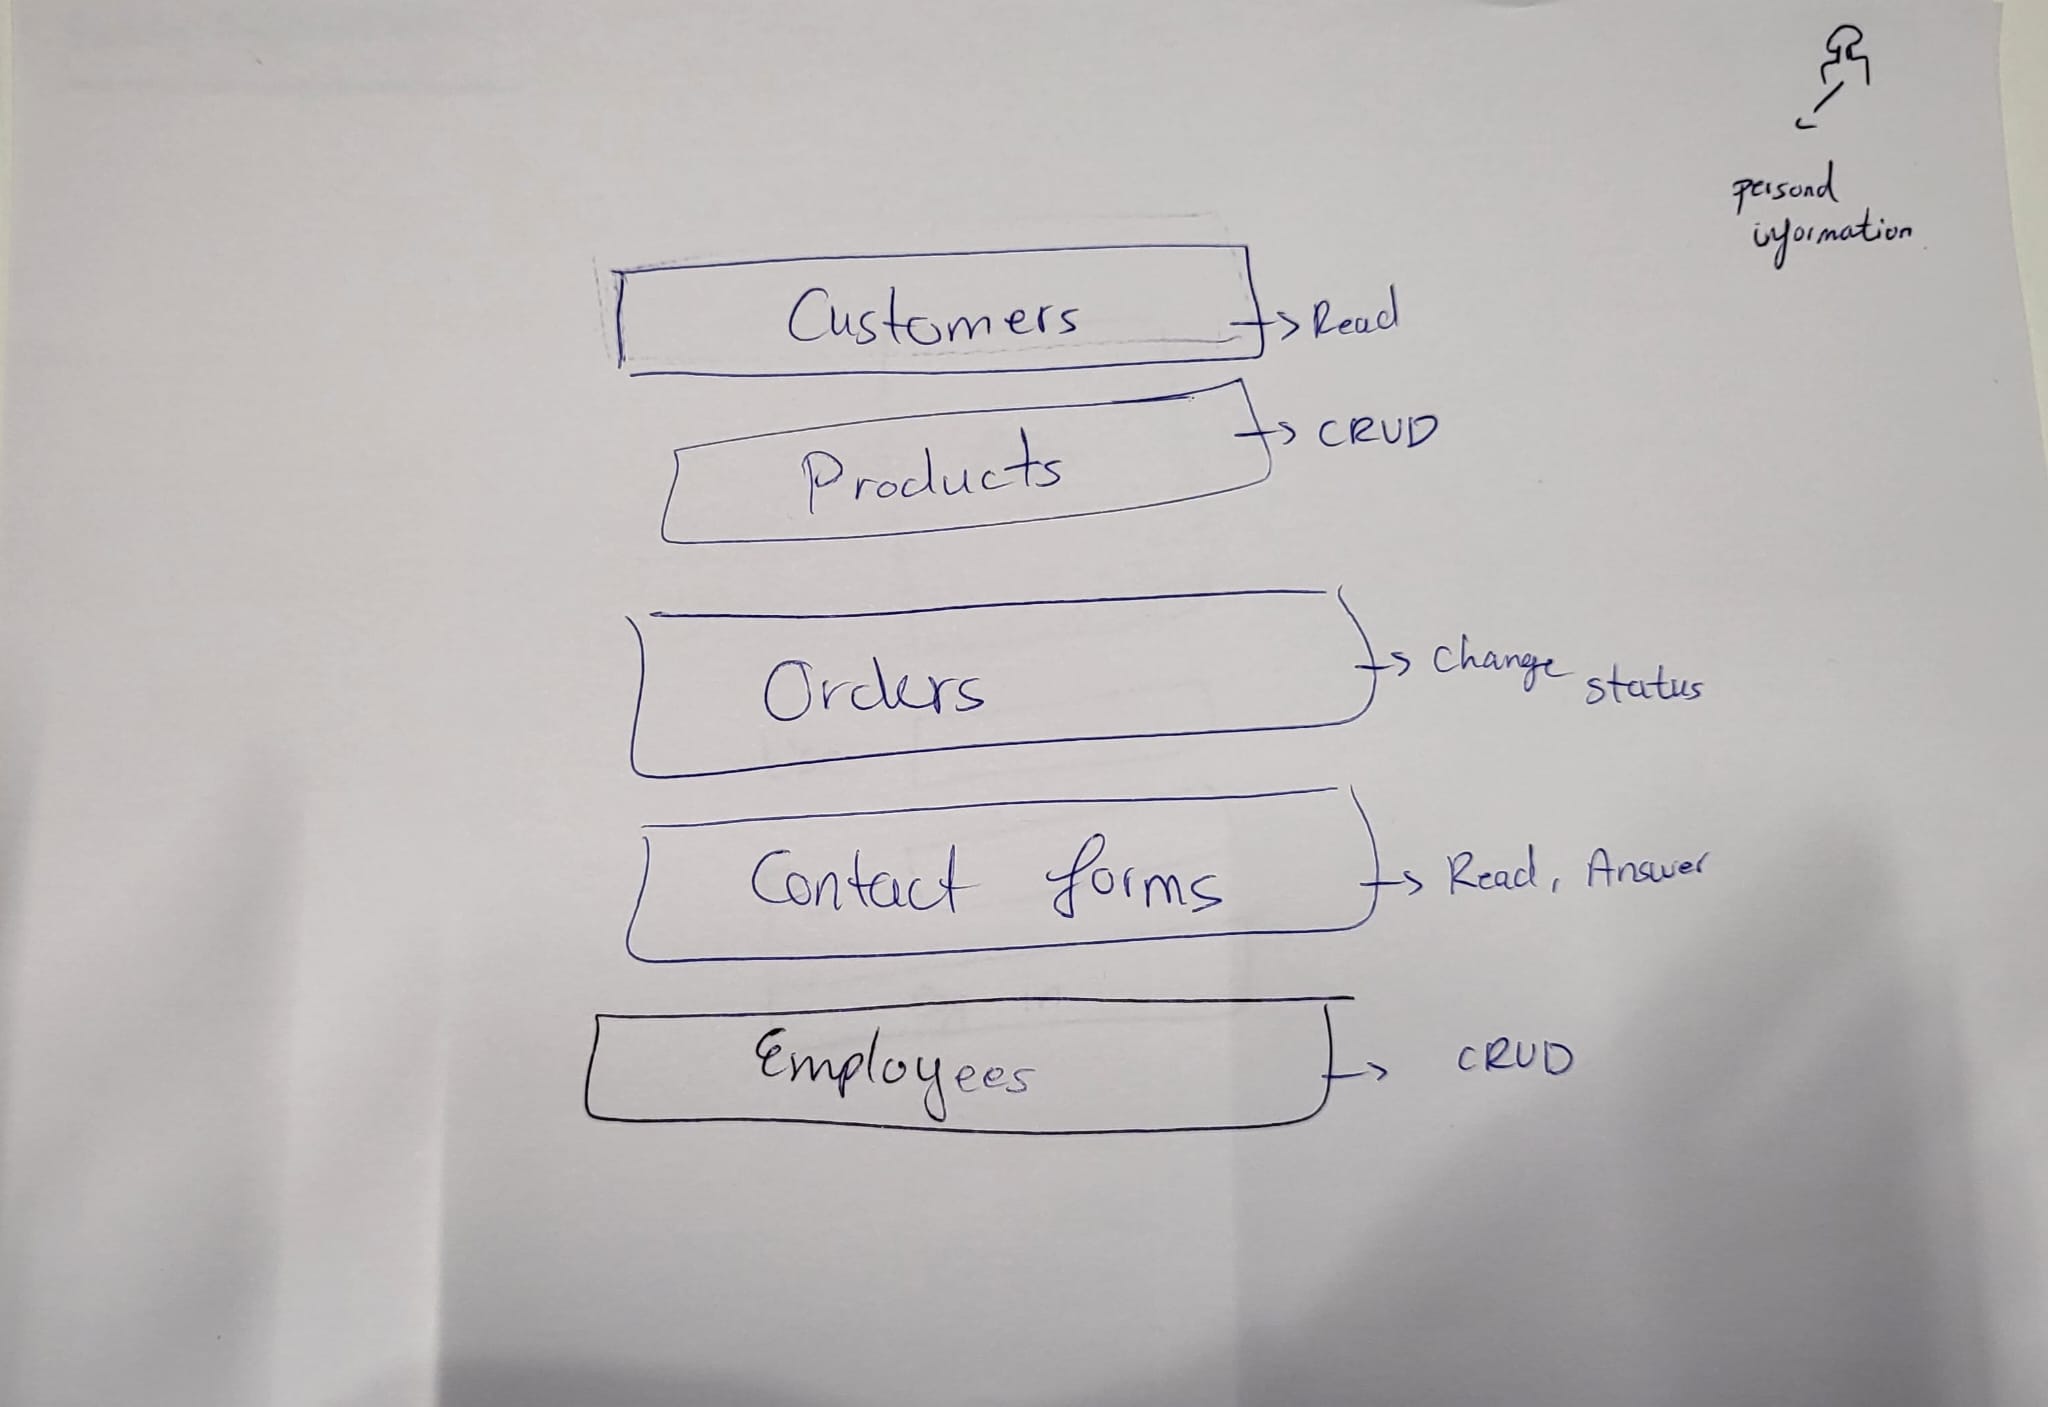 personal
information
Customers → Read
Products → CRUD
Orders → Change status
Contact forms → Read, Answer
Employees → CRUD